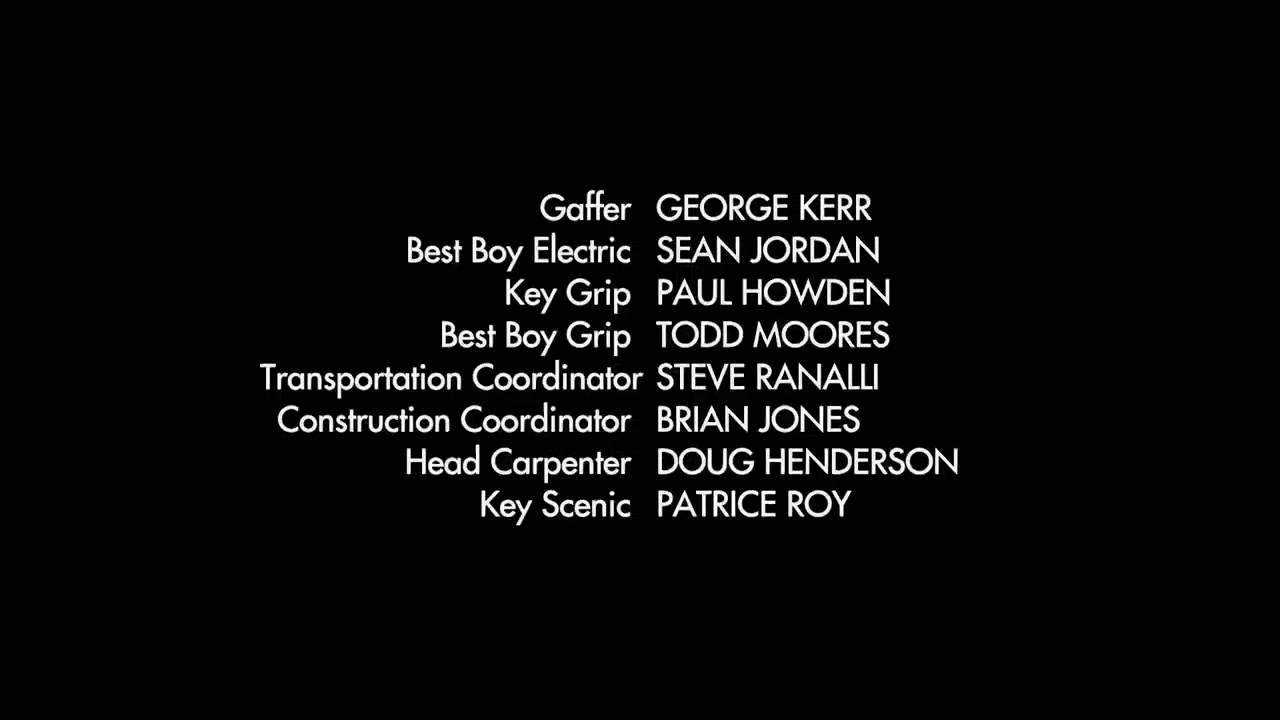 Gaffer GEORGE KERR
Best Boy Electric SEAN JORDAN
Key Grip PAUL HOWDEN
Best Boy Grip TODD MOORES
Transportation Coordinator STEVE RANALLI
Construction Coordinator BRIAN JONES
Head Carpenter DOUG HENDERSON
Key Scenic PATRICE ROY